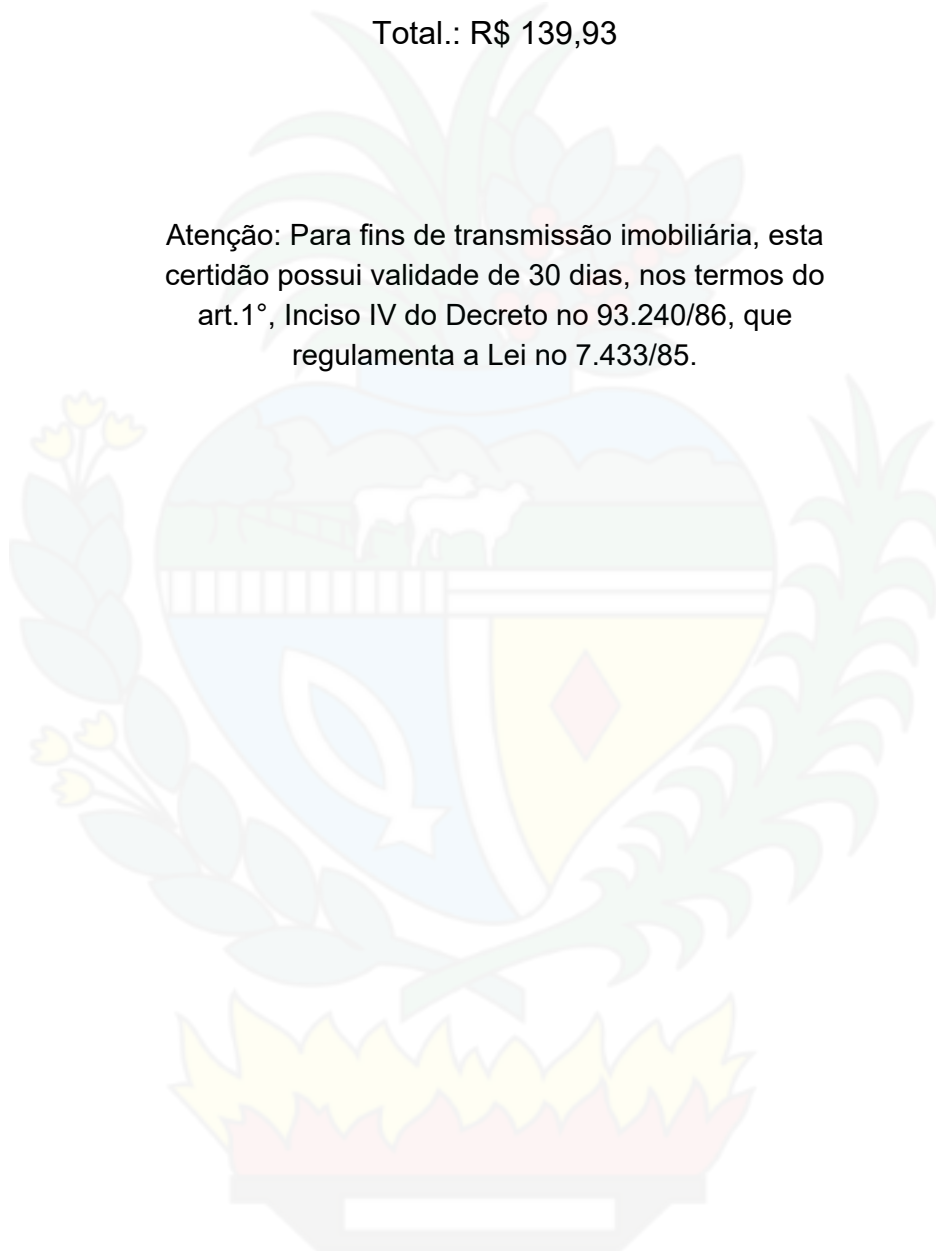 Total.: R$ 139,93
Atenção: Para fins de transmissão imobiliária, esta
certidão possui validade de 30 dias, nos termos do
art.1°, Inciso IV do Decreto no 93.240/86, que
regulamenta a Lei no 7.433/85.